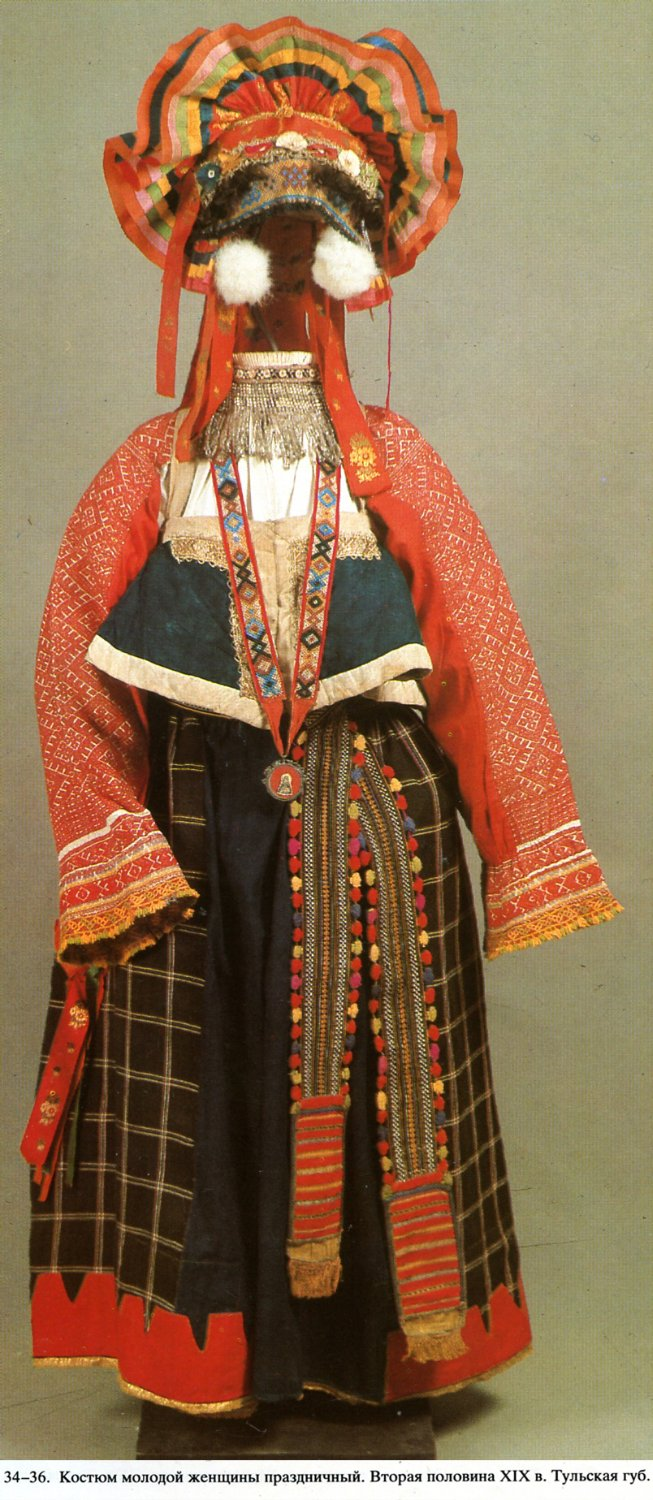 34–36. Костюм молодой женщины праздничный. Вторая половина XIX в. Тульская губ.